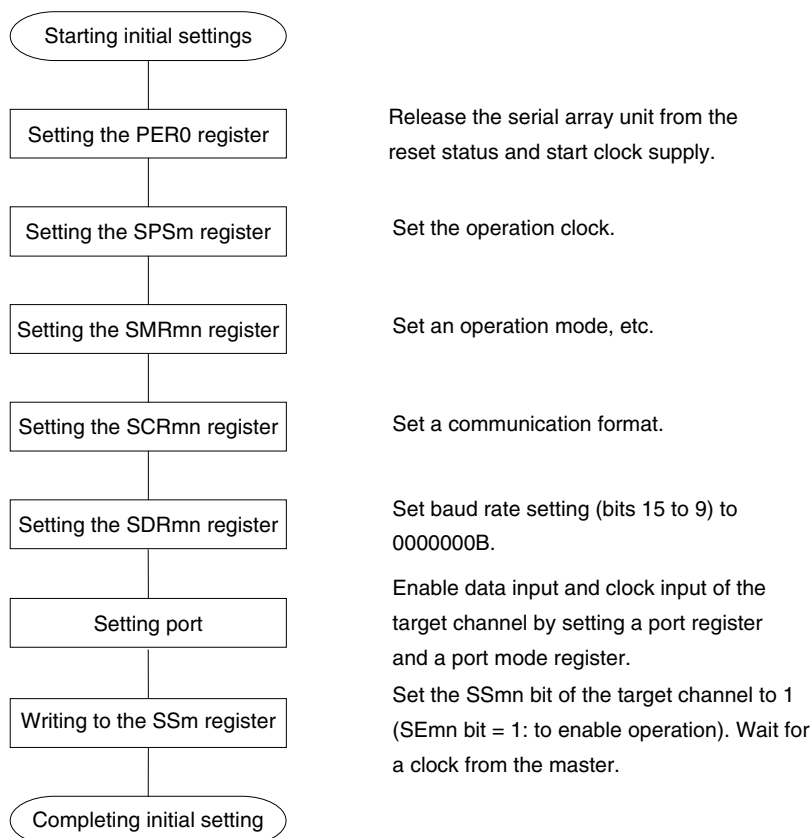 Starting initial settings
Setting the PER0 register
Release the serial array unit from the
reset status and start clock supply.
Setting the SPSm register
Set the operation clock.
Setting the SMRmn register
Set an operation mode, etc.
Setting the SCRmn register
Set a communication format.
Setting the SDRmn register
Set baud rate setting (bits 15 to 9) to
0000000B.
Setting port
Enable data input and clock input of the
target channel by setting a port register
and a port mode register.
Writing to the SSm register
Set the SSmn bit of the target channel to 1
(SEmn bit = 1: to enable operation). Wait for
a clock from the master.
Completing initial setting